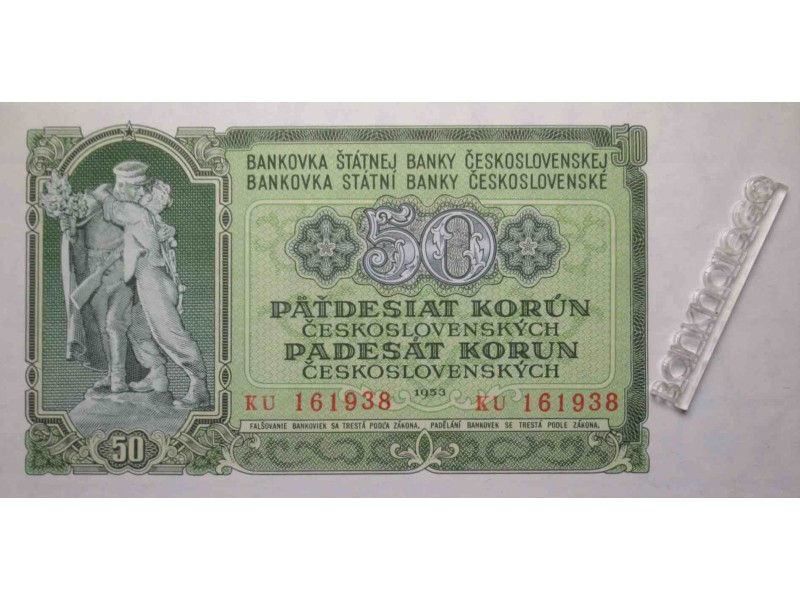 BANKOVKA ŠTÁTNEJ BANKY ČESKOSLOVENSKEJ 50
BANKOVKA STÁTNÍ BANKY ČESKOSLOVENSKÉ
50
PÄŤDESIAT KORÚN
ČESKOSLOVENSKÝCH
PADESÁT KORUN
ČESKOSLOVENSKÝCH
1953
KU 161938 KU 161938
FALŠOVANIE BANKOVIEK SA TRESTÁ PODĽA ZÁKONA. PADĚLÁNÍ BANKOVEK SE TRESTÁ PODLE ZÁKONA.
50